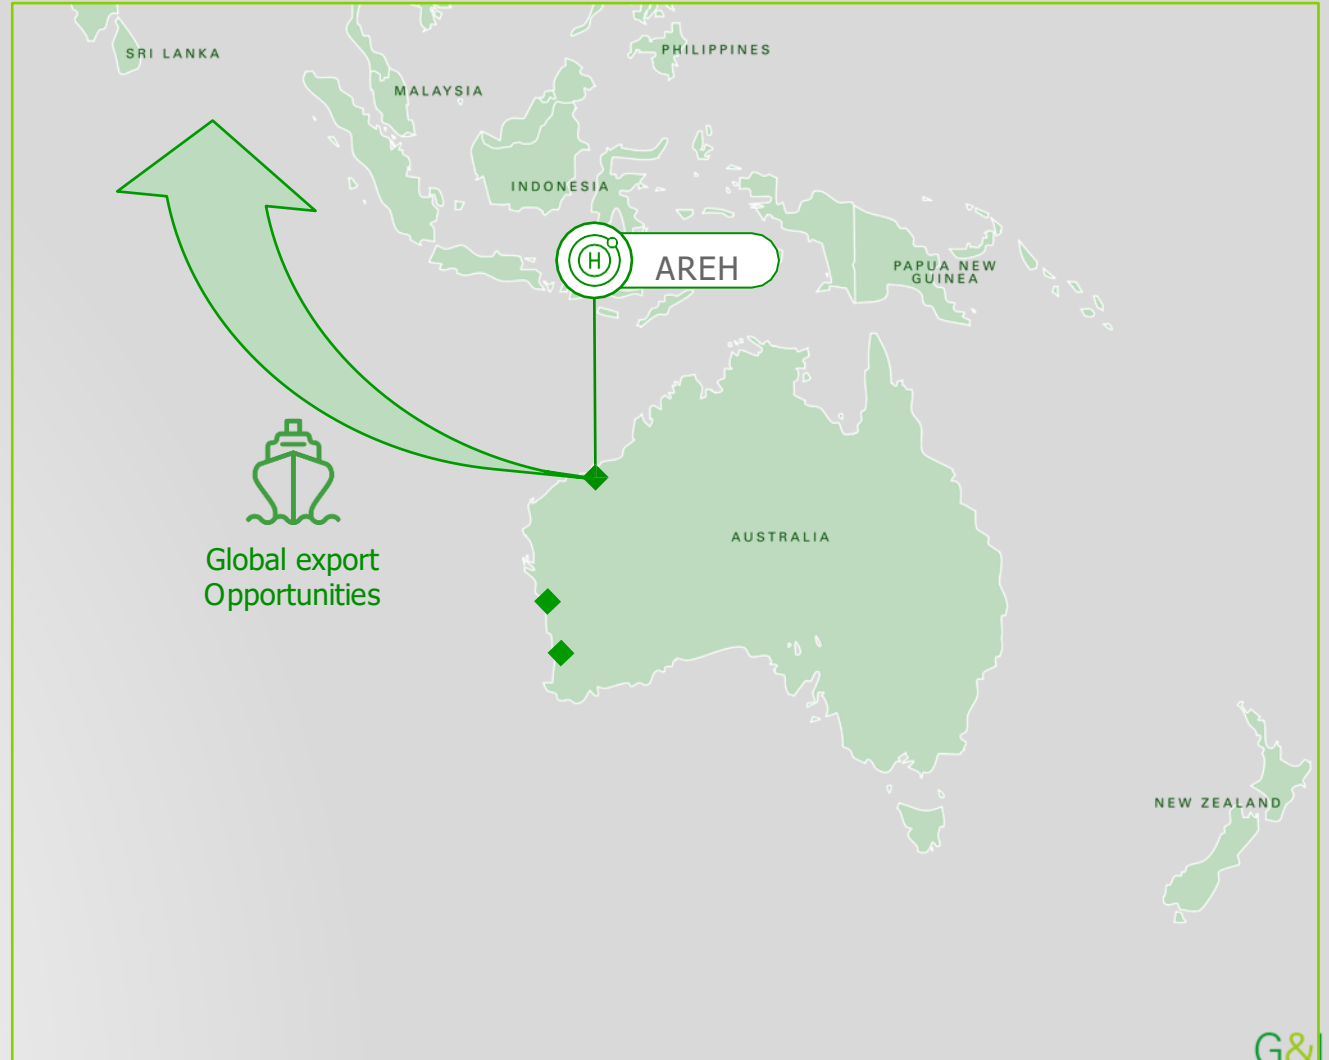 SRI LANKA
PHILIPPINES
MALAYSIA
INDONESIA
H
AREH
PAPUA NEW
GUINEA
AUSTRALIA
Global export
Opportunities
NEW ZEALAND
G&